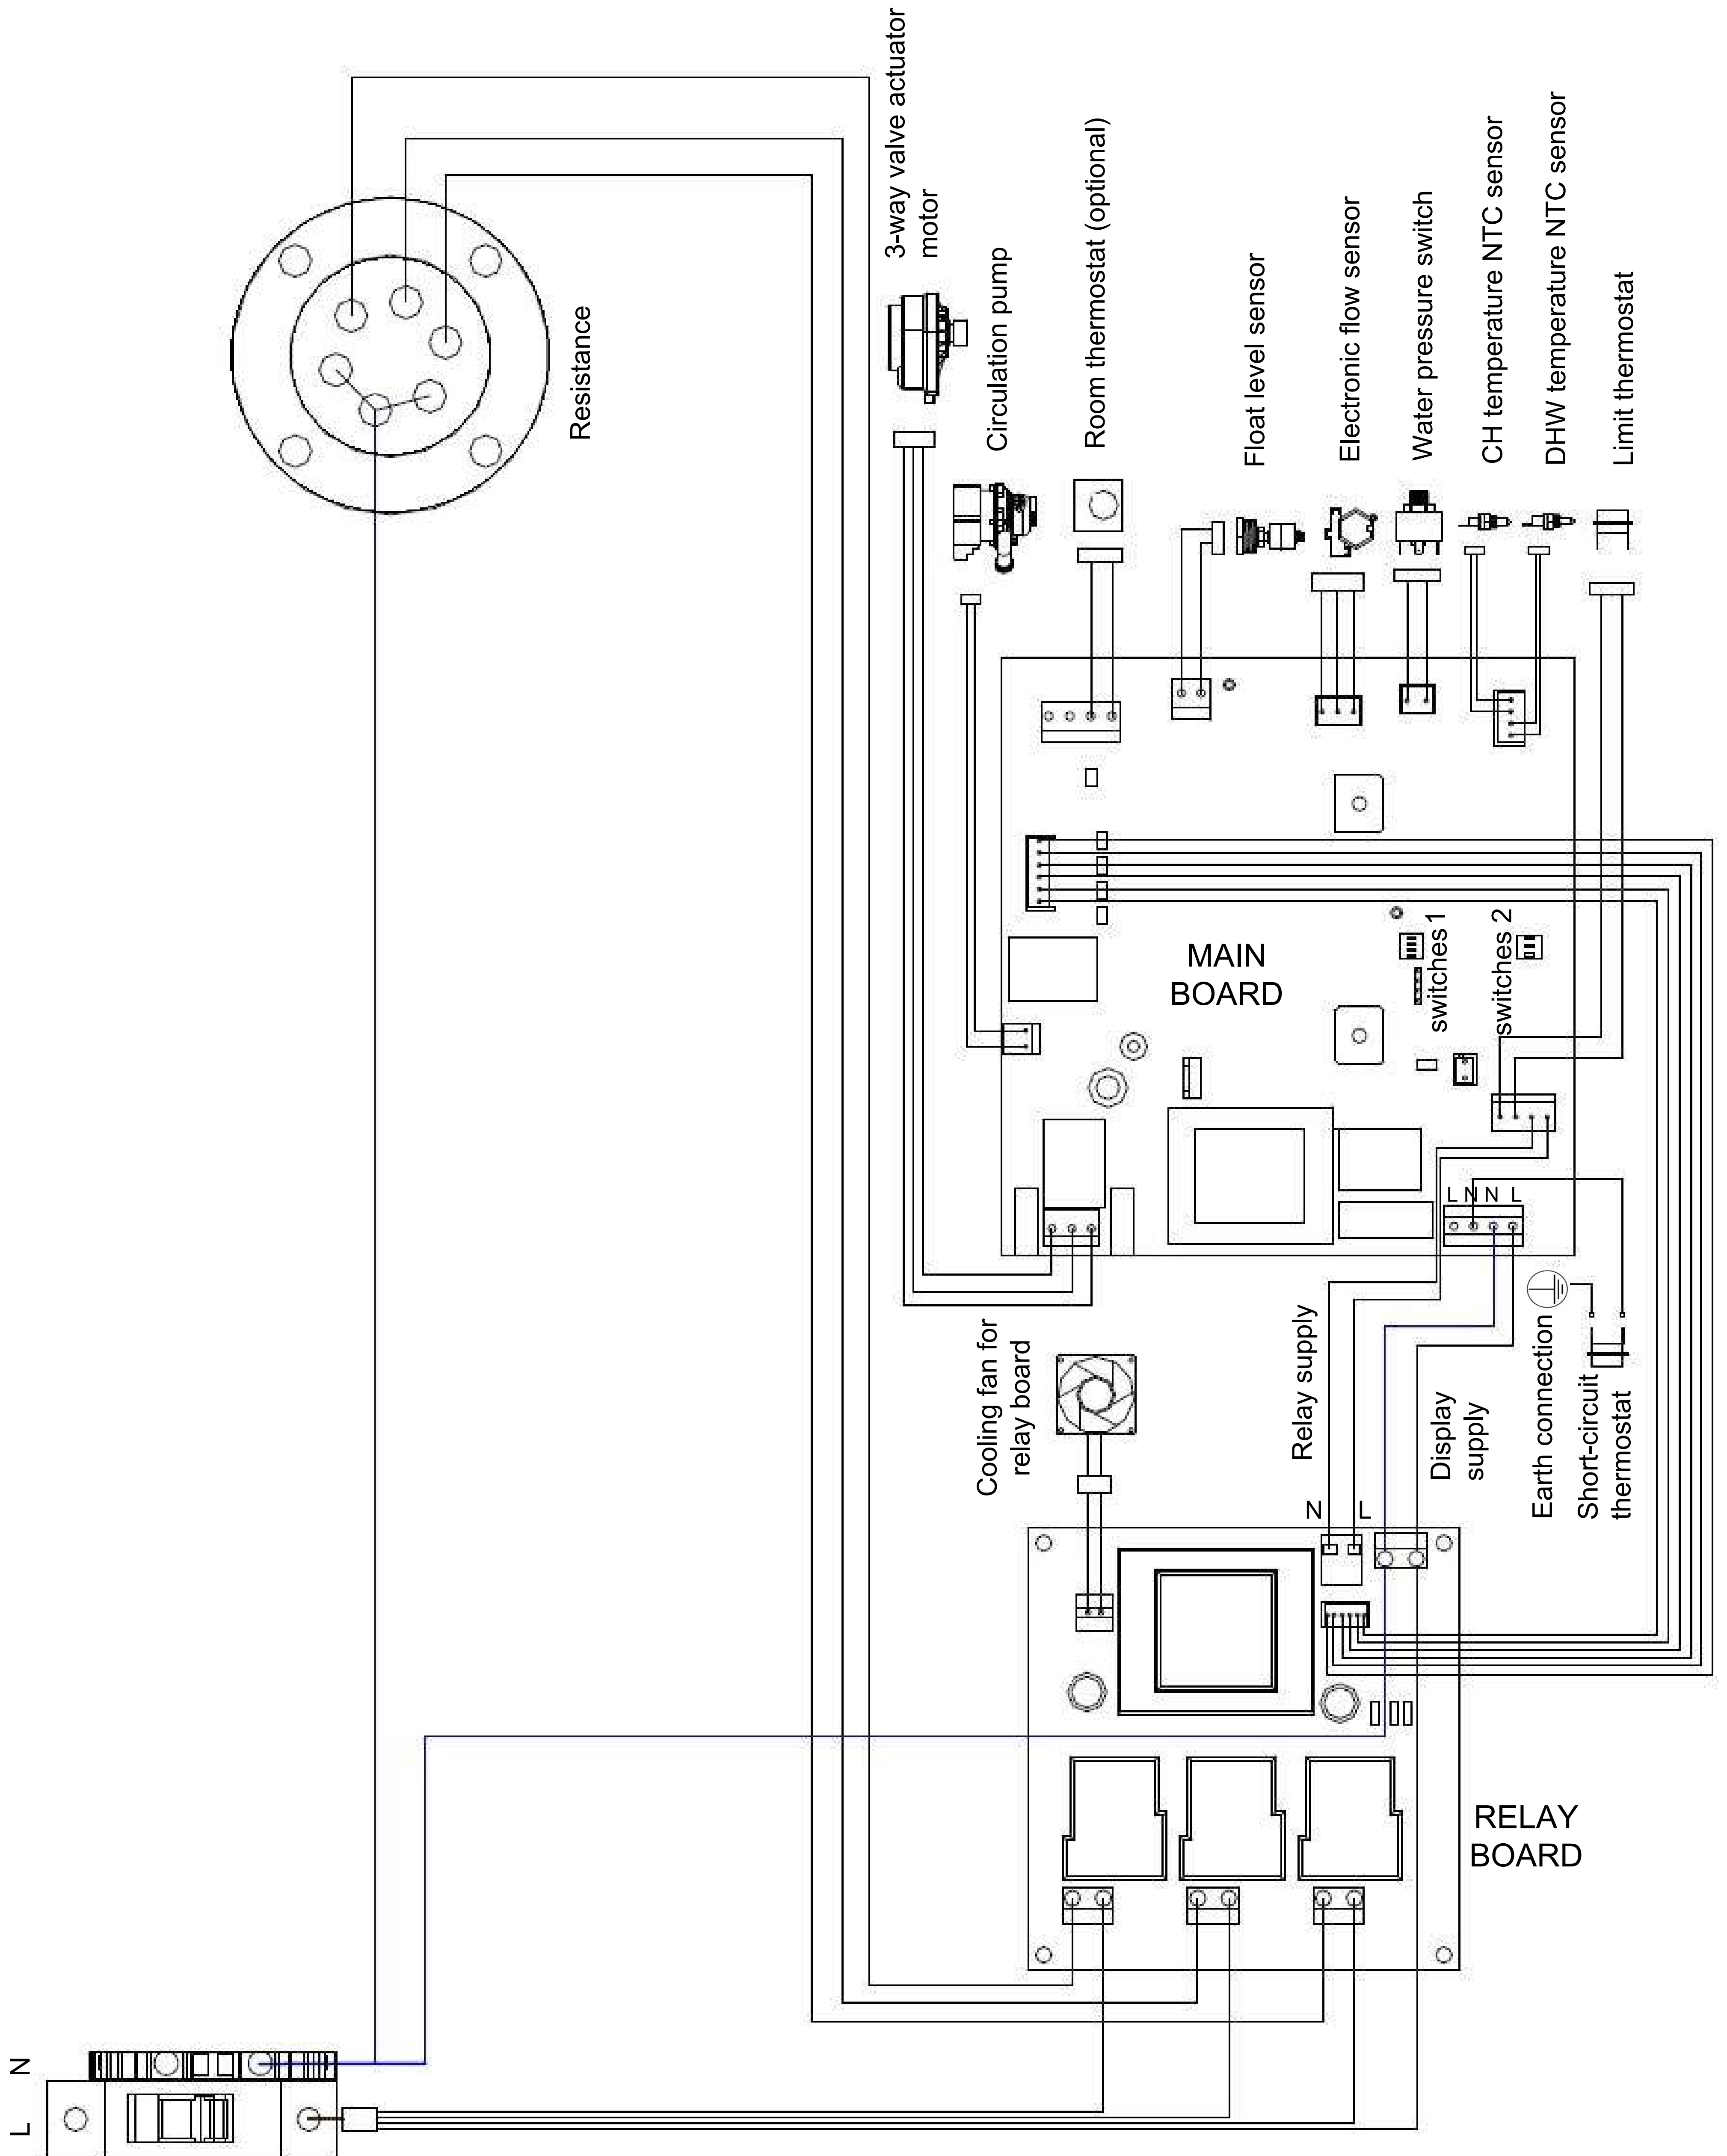 3-way valve actuator
motor
Circulation pump
Room thermostat (optional)
Float level sensor
Electronic flow sensor
Water pressure switch
CH temperature NTC sensor
DHW temperature NTC sensor
Limit thermostat
Resistance
MAIN
BOARD
switches 1
switches 2
L N N L
Cooling fan for
relay board
Relay supply
N
L
Display
supply
Earth connection
Short-circuit
thermostat
RELAY
BOARD
N
L